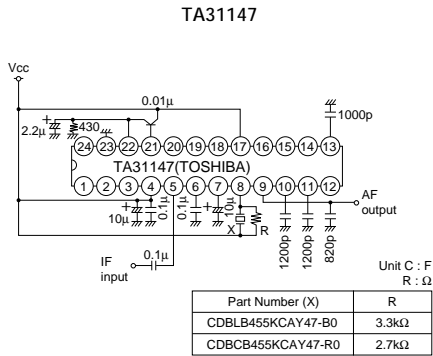 TA31147
Vcc
0.01μ
1000p
2.2μ
430
24 23 22 21 20 19 18 17 16 15 14 13
TA31147(TOSHIBA)
1 2 3 4 5 6 7 8 9 10 11 12
10μ
0.1μ
0.1μ
10μ
X
R
1200p
1200p
820p
AF
output
IF
input
0.1μ
Unit C : F
R : Ω
Part Number (X) R
CDBLB455KCAY47-B0 3.3kΩ
CDBCB455KCAY47-R0 2.7kΩ